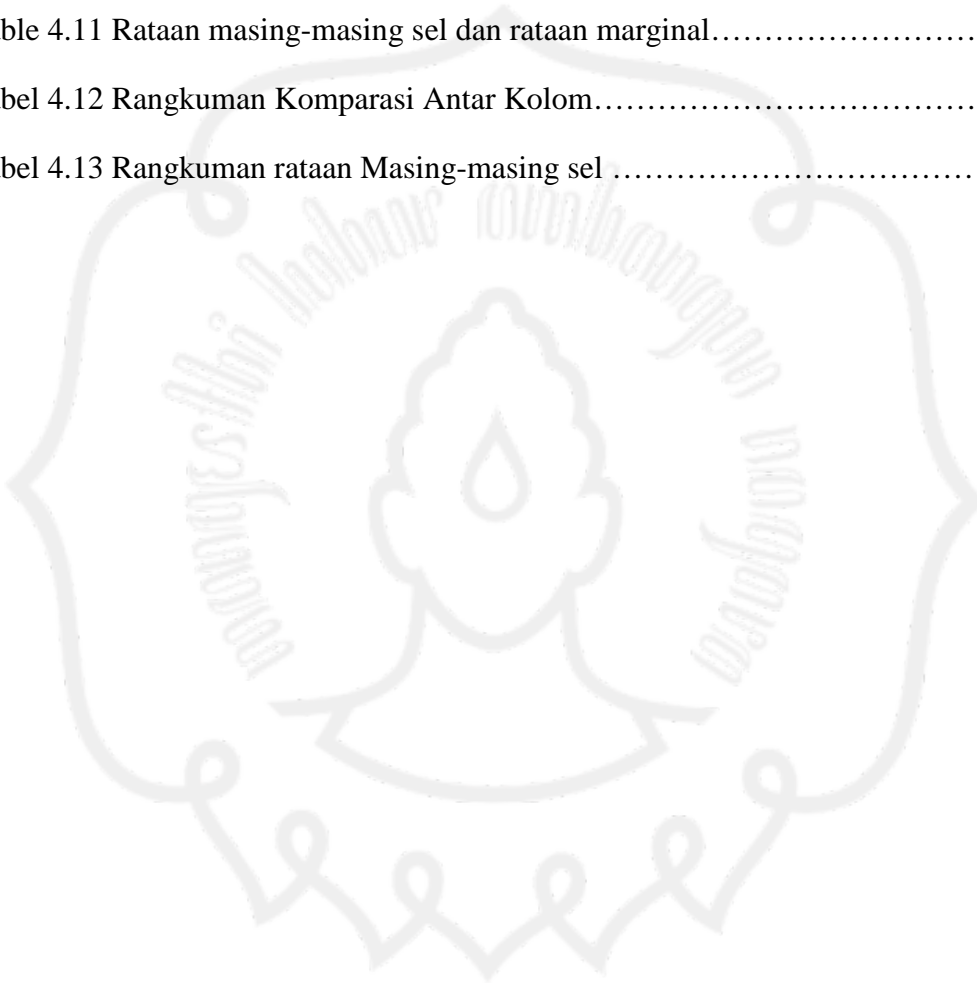 ble 4.11 Rataan masing-masing sel dan rataan marginal……………………
bel 4.12 Rangkuman Komparasi Antar Kolom………………………………
bel 4.13 Rangkuman rataan Masing-masing sel ……………………………